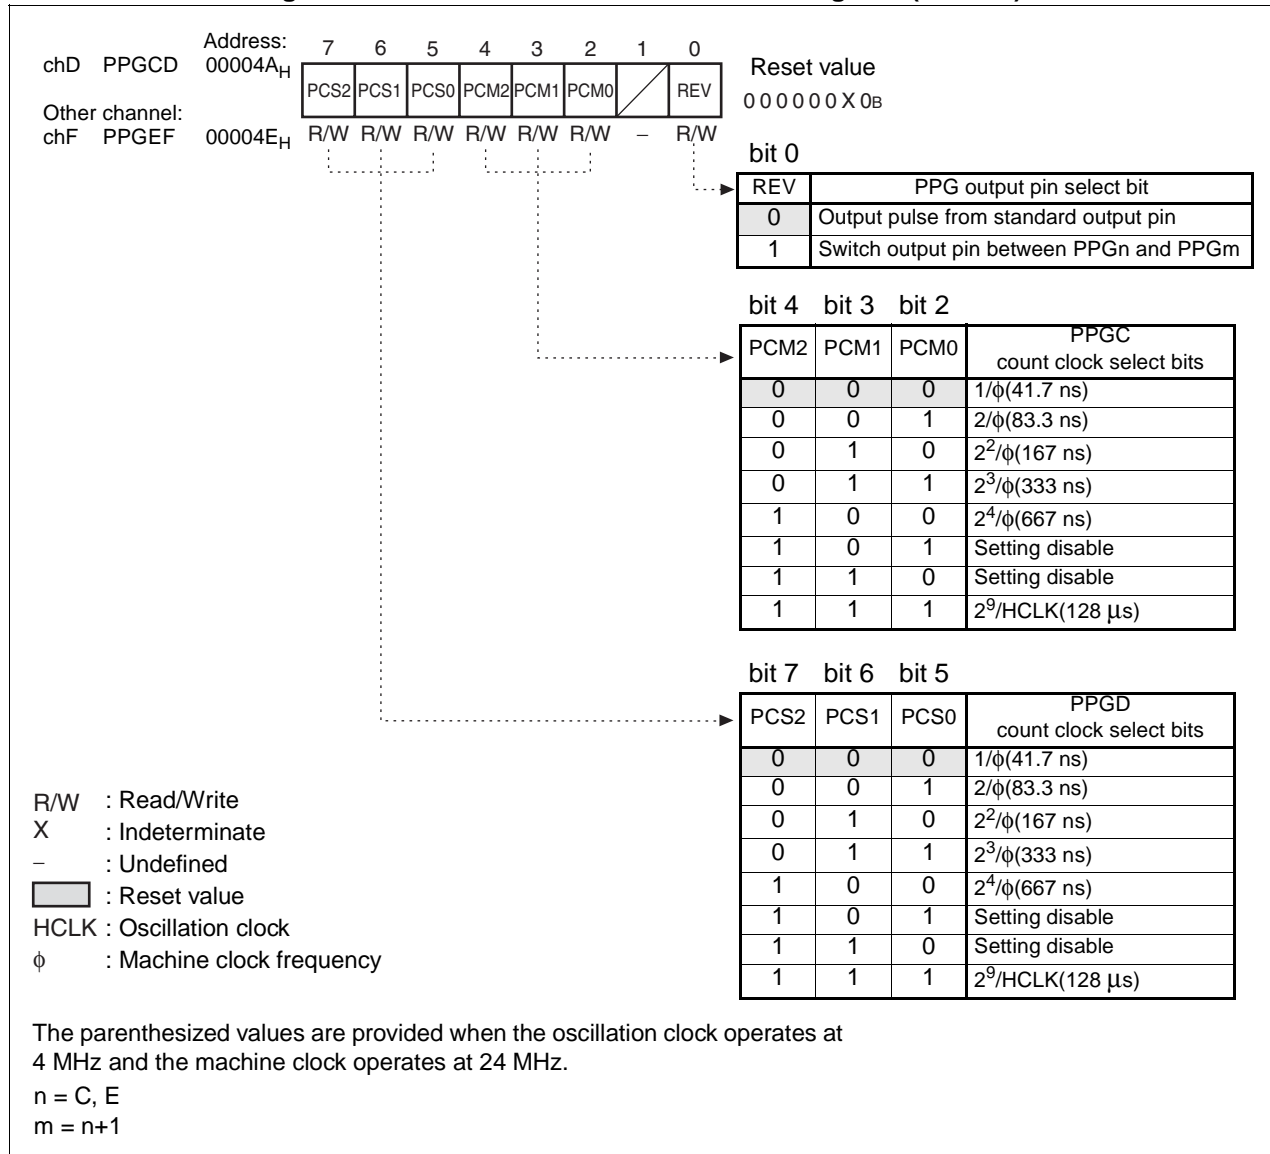 Address: 7 6 5 4 3 2 1 0
chD PPGCD 00004AH PCS2 PCS1 PCS0 PCM2 PCM1 PCM0 REV
Reset value
0 0 0 0 0 0 X 0B
Other channel:
chF PPGEF 00004EH R/W R/W R/W R/W R/W R/W – R/W
bit 0
REV PPG output pin select bit
0 Output pulse from standard output pin
1 Switch output pin between PPGn and PPGm
bit 4 bit 3 bit 2
PCM2 PCM1 PCM0 PPGC
count clock select bits
0 0 0 1/ϕ(41.7 ns)
0 0 1 2/ϕ(83.3 ns)
0 1 0 2²/ϕ(167 ns)
0 1 1 2³/ϕ(333 ns)
1 0 0 2⁴/ϕ(667 ns)
1 0 1 Setting disable
1 1 0 Setting disable
1 1 1 2⁹/HCLK(128 μs)
bit 7 bit 6 bit 5
PCS2 PCS1 PCS0 PPGD
count clock select bits
0 0 0 1/ϕ(41.7 ns)
0 0 1 2/ϕ(83.3 ns)
0 1 0 2²/ϕ(167 ns)
0 1 1 2³/ϕ(333 ns)
1 0 0 2⁴/ϕ(667 ns)
1 0 1 Setting disable
1 1 0 Setting disable
1 1 1 2⁹/HCLK(128 μs)
R/W : Read/Write
X : Indeterminate
– : Undefined
: Reset value
HCLK : Oscillation clock
ϕ : Machine clock frequency
The parenthesized values are provided when the oscillation clock operates at
4 MHz and the machine clock operates at 24 MHz.
n = C, E
m = n+1